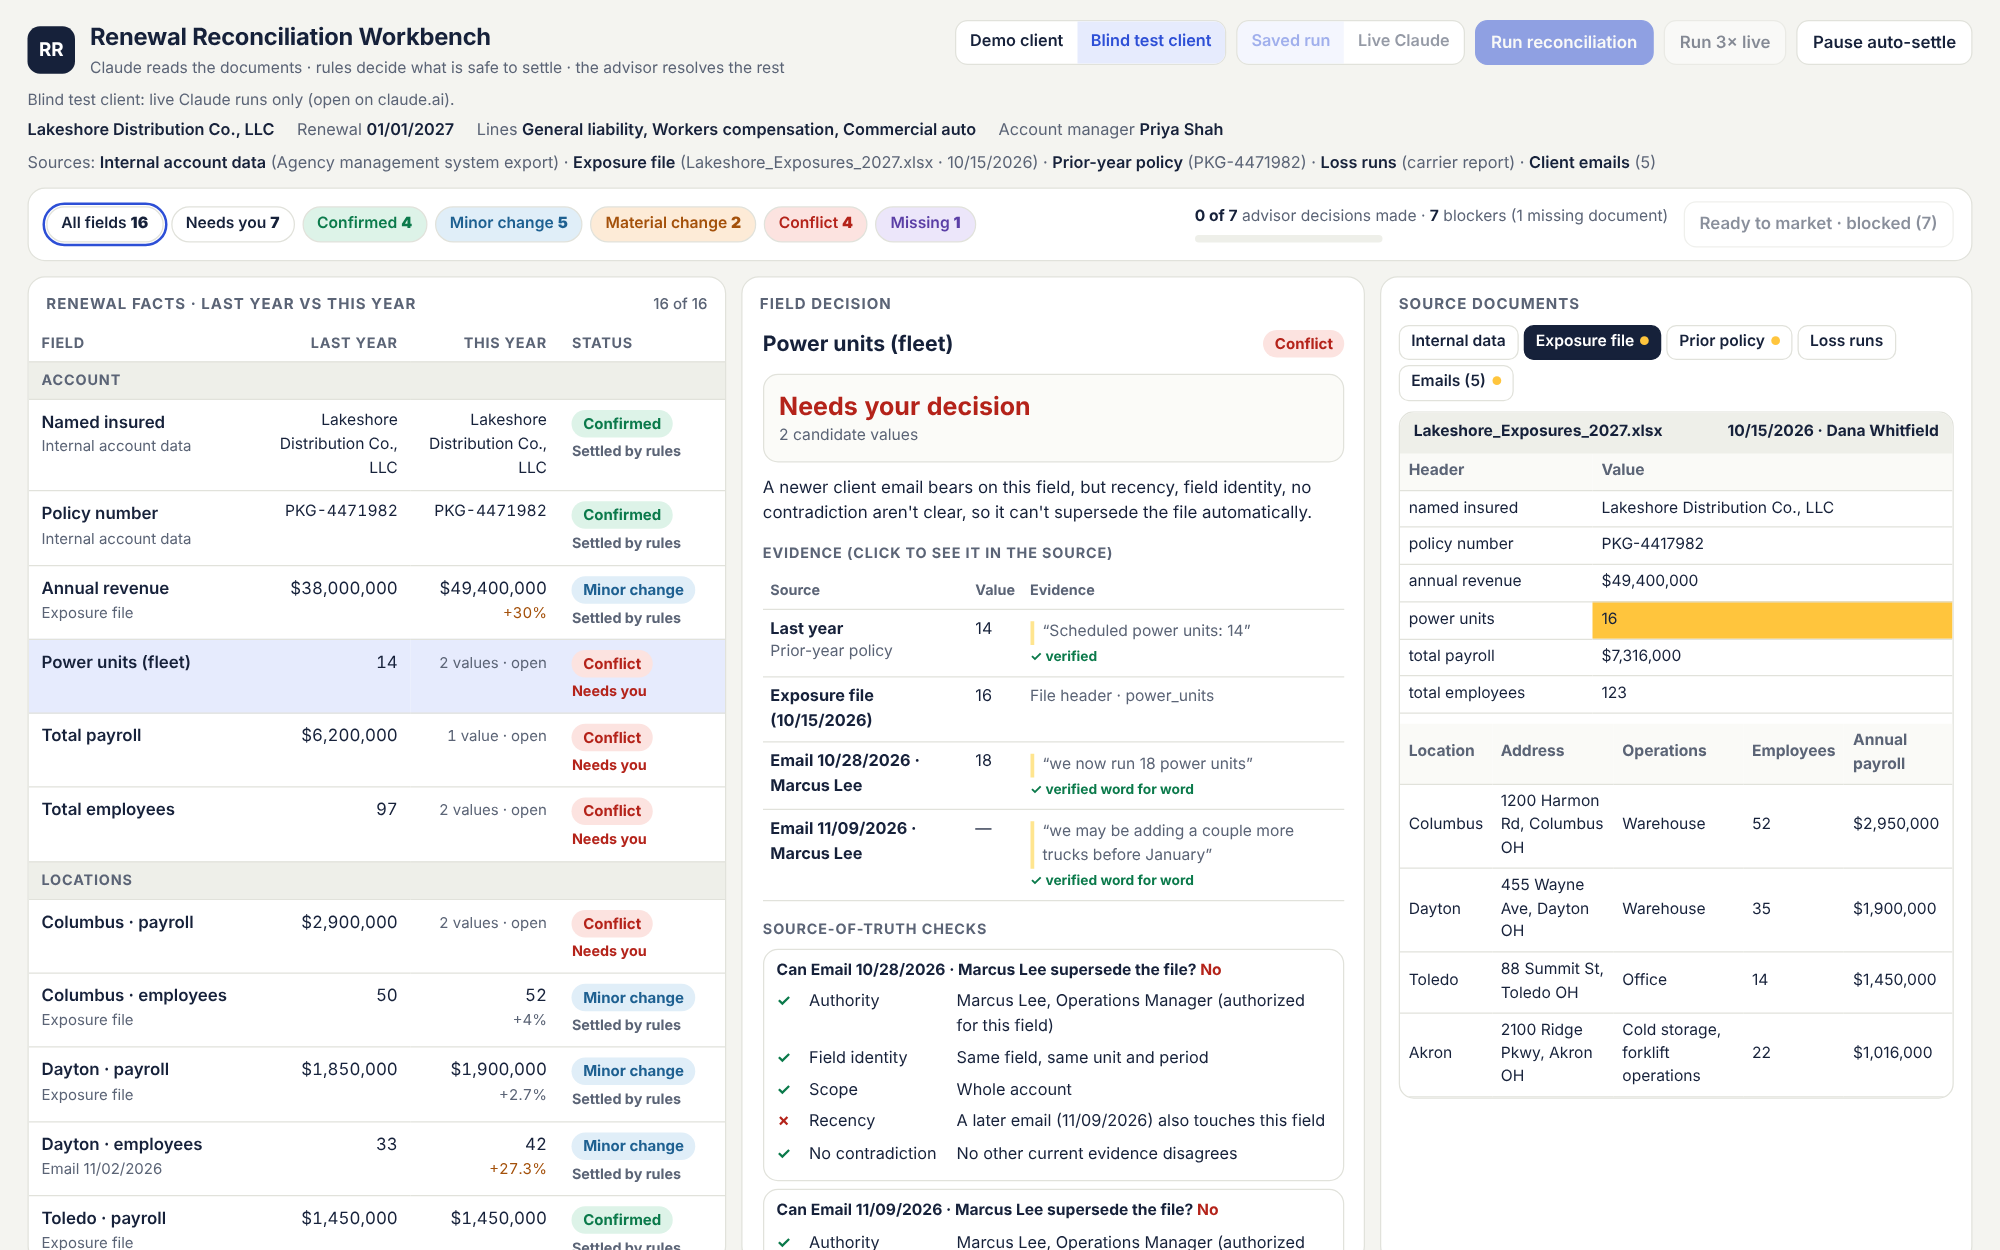 RR
Renewal Reconciliation Workbench
Claude reads the documents · rules decide what is safe to settle · the advisor resolves the rest
Demo client
Blind test client
Saved run
Live Claude
Run reconciliation
Run 3× live
Pause auto-settle
Blind test client: live Claude runs only (open on claude.ai).
Lakeshore Distribution Co., LLC Renewal 01/01/2027 Lines General liability, Workers compensation, Commercial auto Account manager Priya Shah
Sources: Internal account data (Agency management system export) · Exposure file (Lakeshore_Exposures_2027.xlsx · 10/15/2026) · Prior-year policy (PKG-4471982) · Loss runs (carrier report) · Client emails (5)
All fields 16
Needs you 7
Confirmed 4
Minor change 5
Material change 2
Conflict 4
Missing 1
0 of 7 advisor decisions made · 7 blockers (1 missing document)
Ready to market · blocked (7)
RENEWAL FACTS · LAST YEAR VS THIS YEAR
16 of 16
FIELD LAST YEAR THIS YEAR STATUS
ACCOUNT
Named insured
Internal account data
Lakeshore
Distribution Co.,
LLC
Lakeshore
Distribution Co.,
LLC
Confirmed
Settled by rules
Policy number
Internal account data
PKG-4471982
PKG-4471982
Confirmed
Settled by rules
Annual revenue
Exposure file
$38,000,000
$49,400,000
+30%
Minor change
Settled by rules
Power units (fleet)
14
2 values · open
Conflict
Needs you
Total payroll
$6,200,000
1 value · open
Conflict
Needs you
Total employees
97
2 values · open
Conflict
Needs you
LOCATIONS
Columbus · payroll
$2,900,000
2 values · open
Conflict
Needs you
Columbus · employees
Exposure file
50
52
+4%
Minor change
Settled by rules
Dayton · payroll
Exposure file
$1,850,000
$1,900,000
+2.7%
Minor change
Settled by rules
Dayton · employees
Email 11/02/2026
33
42
+27.3%
Minor change
Settled by rules
Toledo · payroll
Exposure file
$1,450,000
$1,450,000
Confirmed
Settled by rules
FIELD DECISION
Power units (fleet)
Conflict
Needs your decision
2 candidate values
A newer client email bears on this field, but recency, field identity, no
contradiction aren't clear, so it can't supersede the file automatically.
EVIDENCE (CLICK TO SEE IT IN THE SOURCE)
Source Value Evidence
Last year
Prior-year policy
14
“Scheduled power units: 14”
✓ verified
Exposure file
(10/15/2026)
16
File header · power_units
Email 10/28/2026 ·
Marcus Lee
18
“we now run 18 power units”
✓ verified word for word
Email 11/09/2026 ·
Marcus Lee
—
“we may be adding a couple more
trucks before January”
✓ verified word for word
SOURCE-OF-TRUTH CHECKS
Can Email 10/28/2026 · Marcus Lee supersede the file? No
✓ Authority Marcus Lee, Operations Manager (authorized
for this field)
✓ Field identity Same field, same unit and period
✓ Scope Whole account
× Recency A later email (11/09/2026) also touches this field
✓ No contradiction No other current evidence disagrees
Can Email 11/09/2026 · Marcus Lee supersede the file? No
✓ Authority Marcus Lee, Operations Manager (authorized
SOURCE DOCUMENTS
Internal data
Exposure file
Prior policy
Loss runs
Emails (5)
Lakeshore_Exposures_2027.xlsx 10/15/2026 · Dana Whitfield
Header Value
named insured Lakeshore Distribution Co., LLC
policy number PKG-4417982
annual revenue $49,400,000
power units 16
total payroll $7,316,000
total employees 123
Location Address Operations Employees Annual
payroll
Columbus
1200 Harmon
Rd, Columbus
OH
Warehouse
52
$2,950,000
Dayton
455 Wayne
Ave, Dayton
OH
Warehouse
35
$1,900,000
Toledo
88 Summit St,
Toledo OH
Office
14
$1,450,000
Akron
2100 Ridge
Pkwy, Akron
OH
Cold storage,
forklift
operations
22
$1,016,000